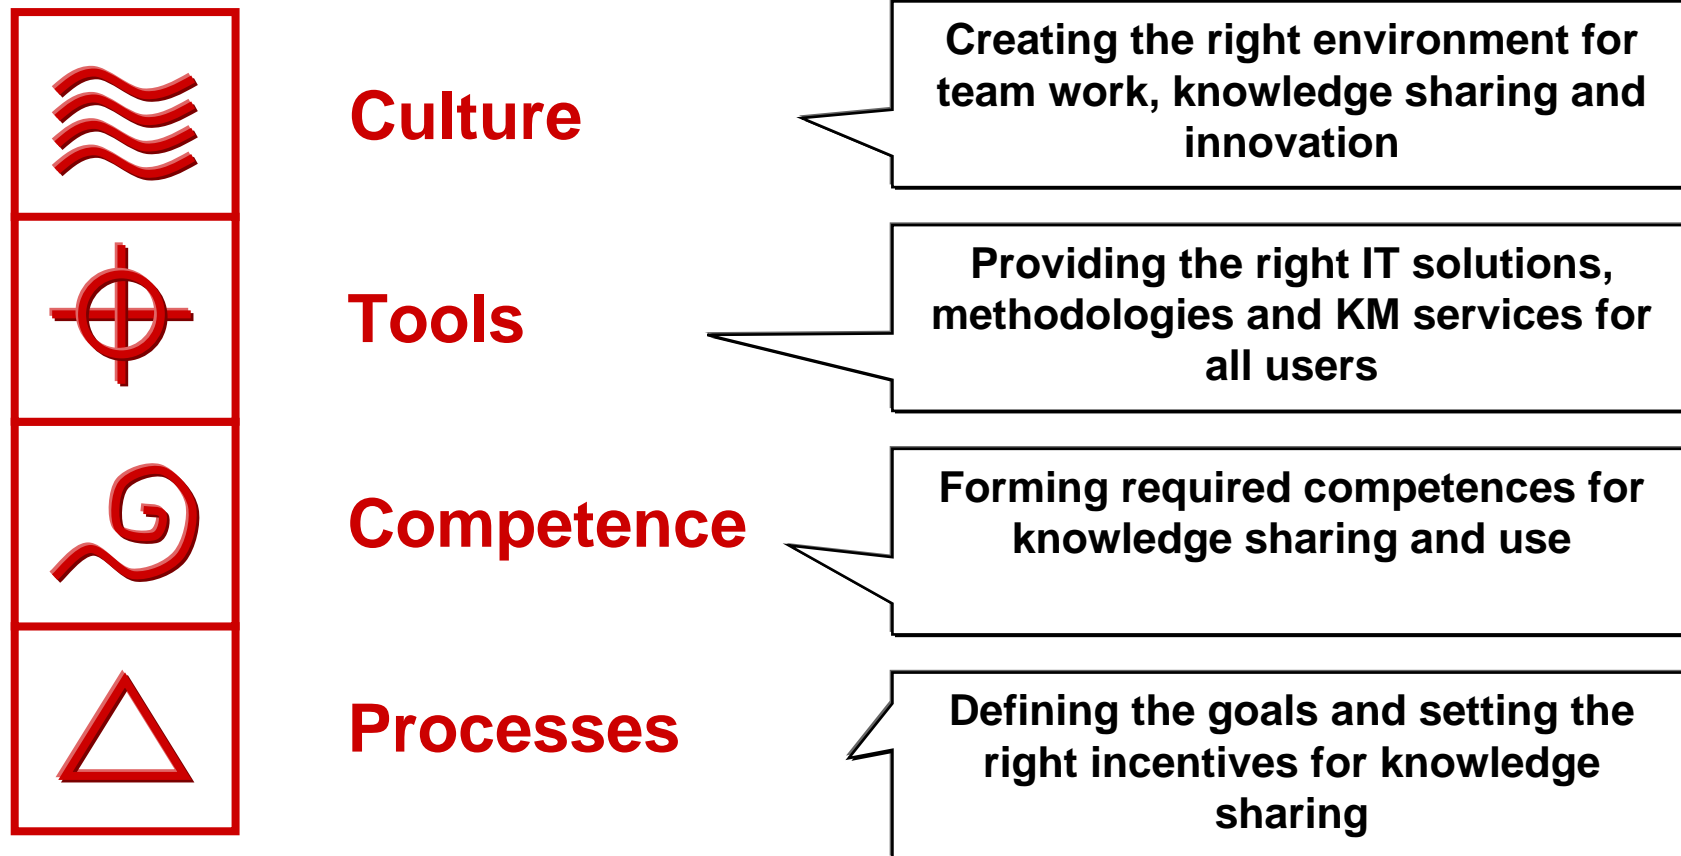 Culture
Creating the right environment for
team work, knowledge sharing and
innovation
Tools
Providing the right IT solutions,
methodologies and KM services for
all users
Competence
Forming required competences for
knowledge sharing and use
Processes
Defining the goals and setting the
right incentives for knowledge
sharing